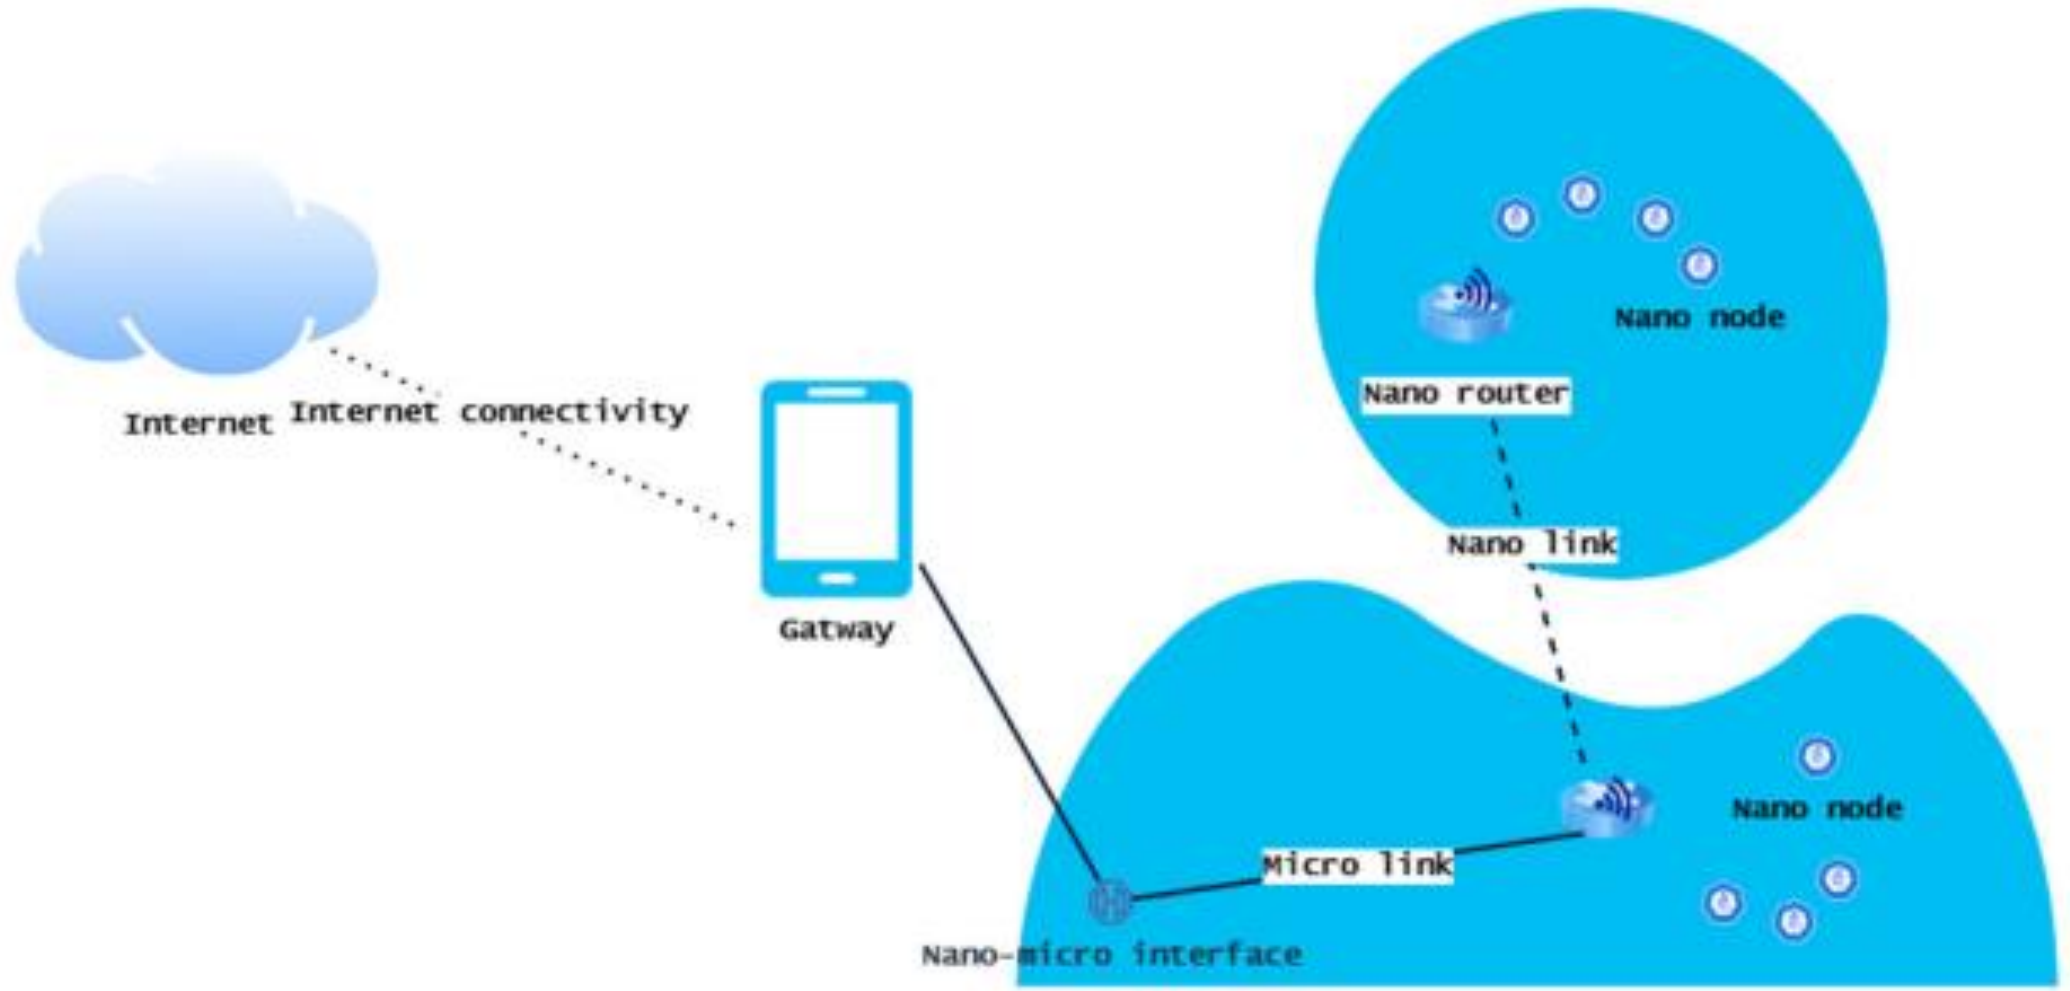 Nano node
Nano router
Internet
Internet connectivity
Nano link
Gatway
Nano node
Micro link
Nano-micro interface